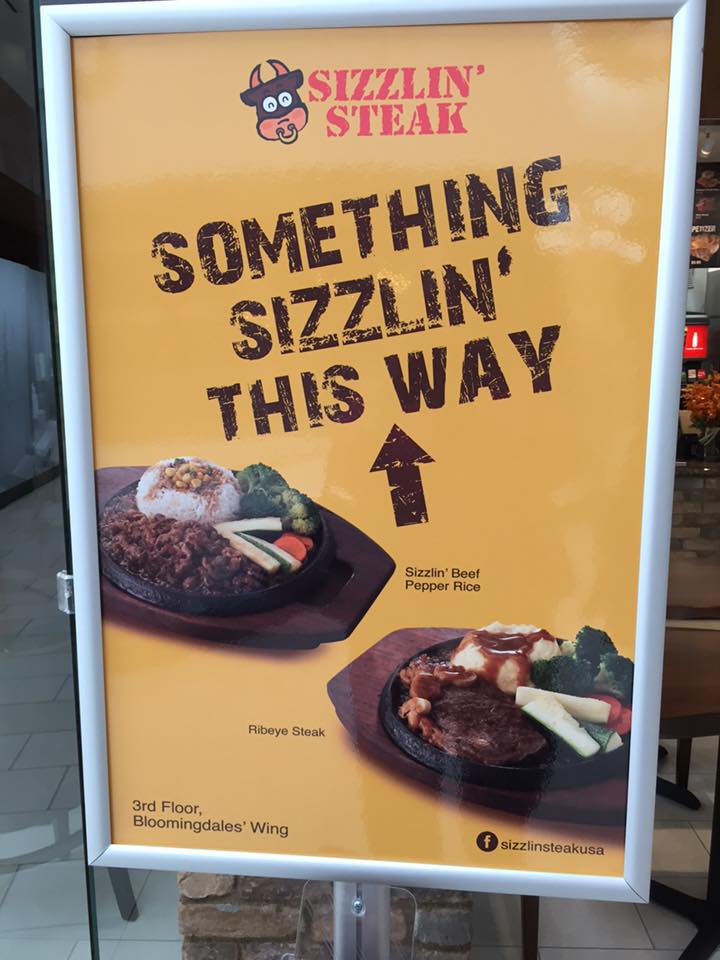 SIZZLIN'
STEAK
SOMETHING
SIZZLIN'
THIS WAY
Sizzlin' Beef
Pepper Rice
Ribeye Steak
3rd Floor,
Bloomingdales' Wing
f sizzlinsteakusa